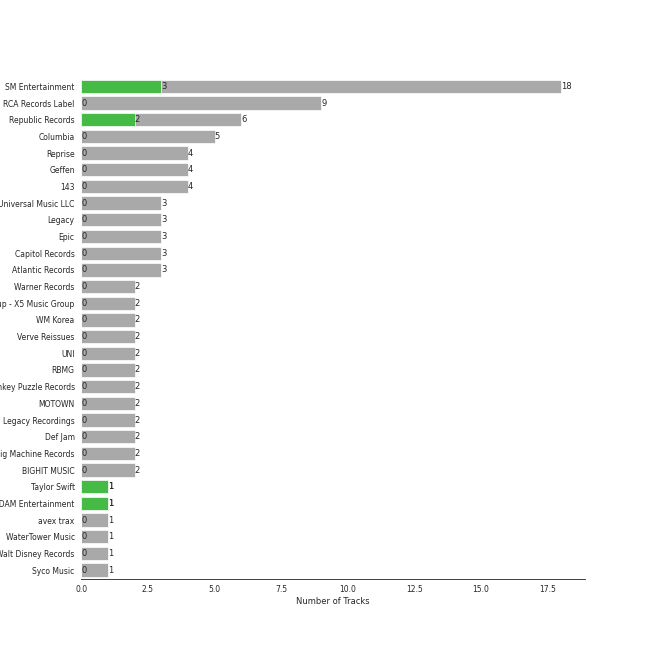 SM Entertainment 3 18
RCA Records Label 0 9
Republic Records 2 6
Columbia 0 5
Reprise 0 4
Geffen 0 4
143 0 4
Universal Music LLC 0 3
Legacy 0 3
Epic 0 3
Capitol Records 0 3
Atlantic Records 0 3
Warner Records 0 2
up - X5 Music Group 0 2
WM Korea 0 2
Verve Reissues 0 2
UNI 0 2
RBMG 0 2
nkey Puzzle Records 0 2
MOTOWN 0 2
Legacy Recordings 0 2
Def Jam 0 2
ig Machine Records 0 2
BIGHIT MUSIC 0 2
Taylor Swift 1
DAM Entertainment 1
avex trax 0 1
WaterTower Music 0 1
Walt Disney Records 0 1
Syco Music 0 1
0.0 2.5 5.0 7.5 10.0 12.5 15.0 17.5
Number of Tracks